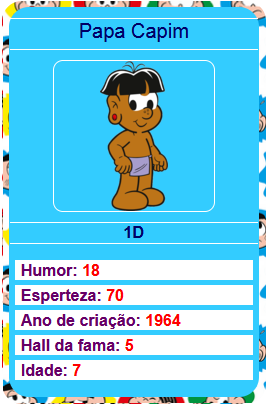 Papa Capim
1D
Humor: 18
Esperteza: 70
Ano de criação: 1964
Hall da fama: 5
Idade: 7